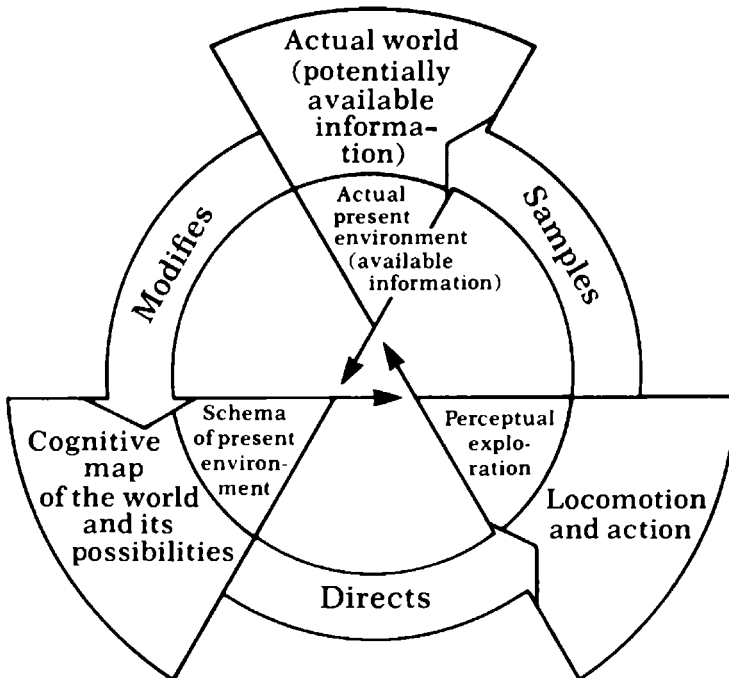 Actual world
(potentially
available
informa-
tion)
Actual
present
environment
(available
information)
Modifies
Samples
Schema
of present
environ-
ment
Perceptual
explo-
ration
Cognitive
map
of the world
and its
possibilities
Locomotion
and action
Directs